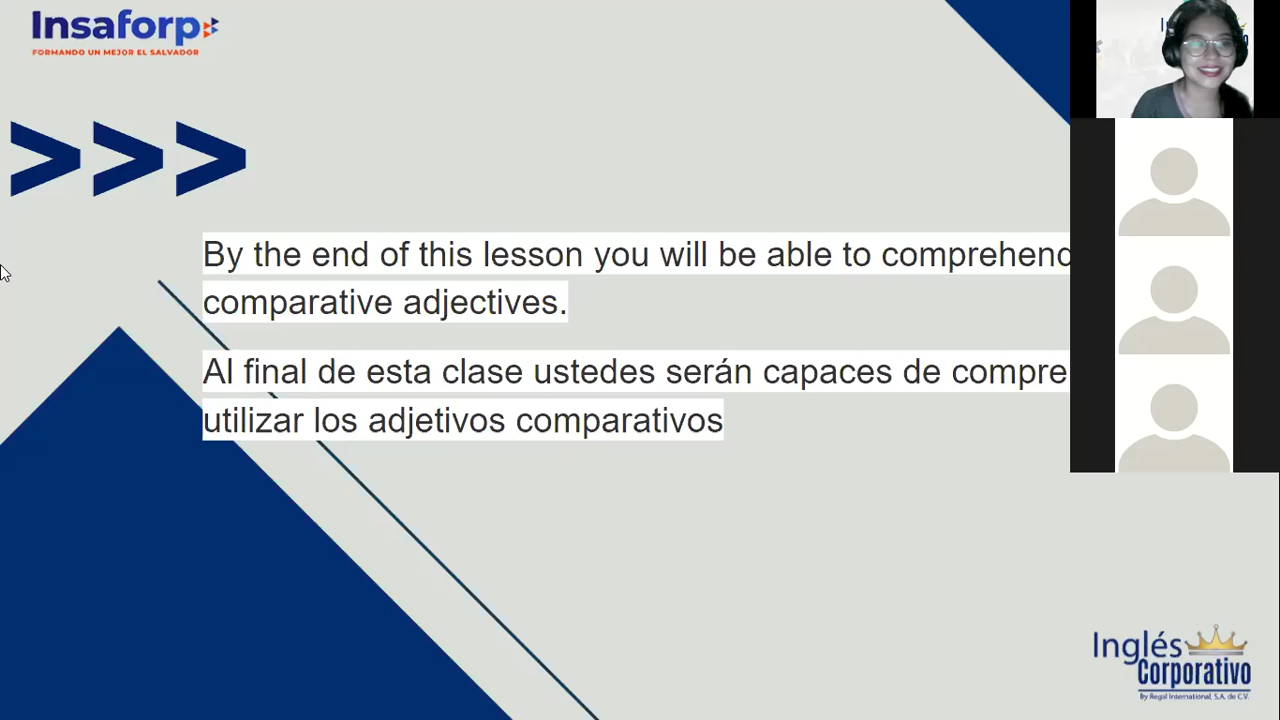 Insaforp
FORMANDO UN MEJOR EL SALVADOR
>>>
By the end of this lesson you will be able to comprehend
comparative adjectives.
Al final de esta clase ustedes serán capaces de
utilizar los adjetivos comparativos
Inglés
Corporativo
By Regal International, S.A. de C.V.